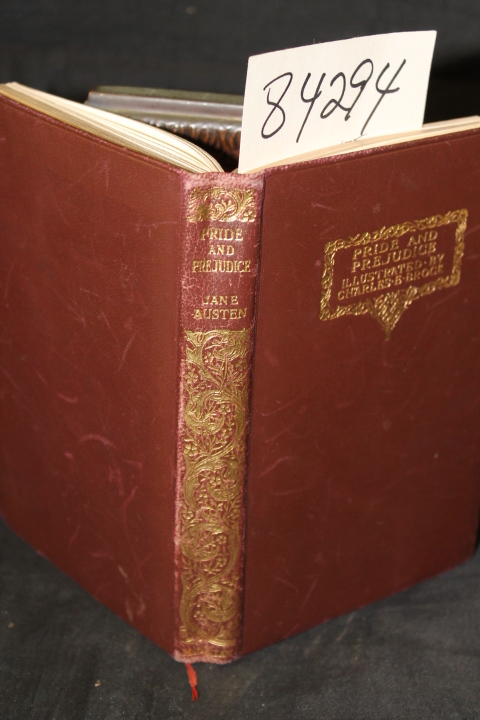 84294
PRIDE
AND
PREJUDICE
JANE
AUSTEN
PRIDE AND
PREJUDICE
ILLUSTRATED BY
CHARLES·E·BROCK